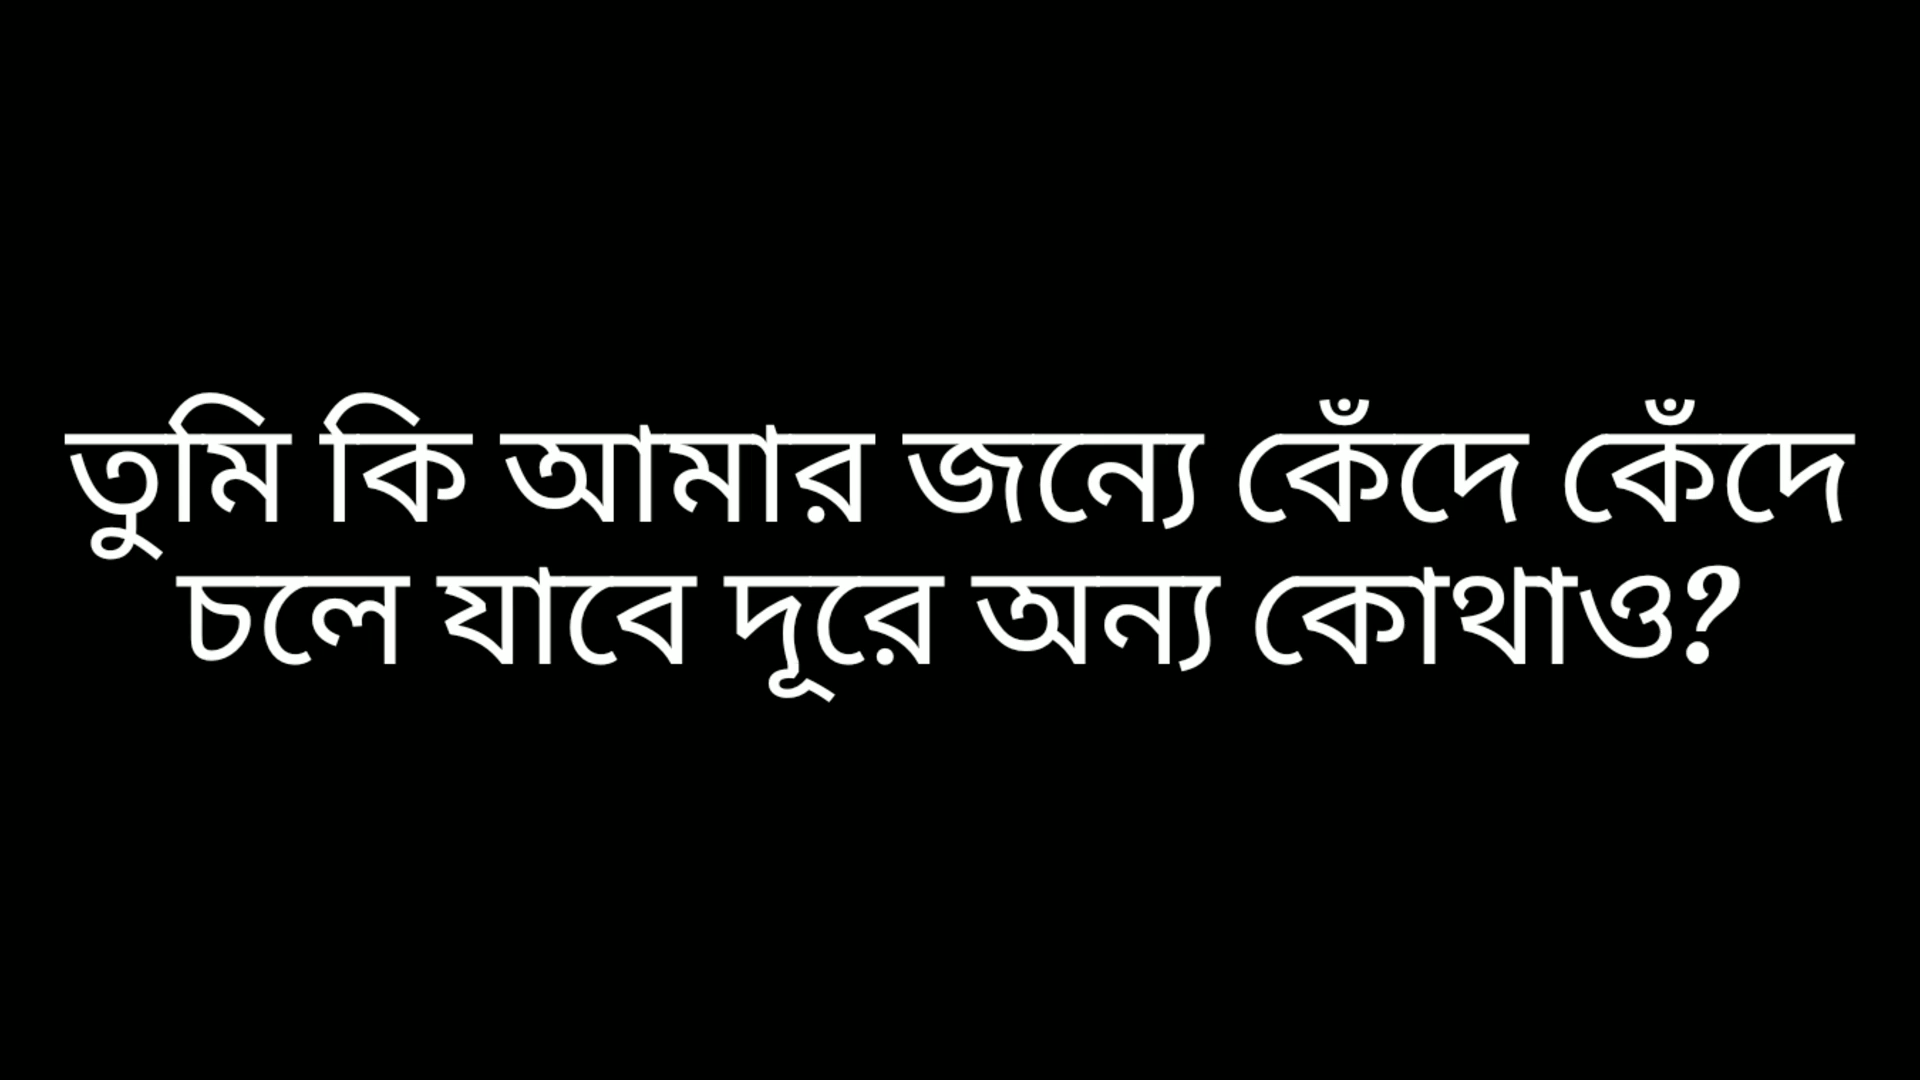 তুমি কি আমার জন্যে কেঁদে কেঁদে
চলে যাবে দূরে অন্য কোথাও?